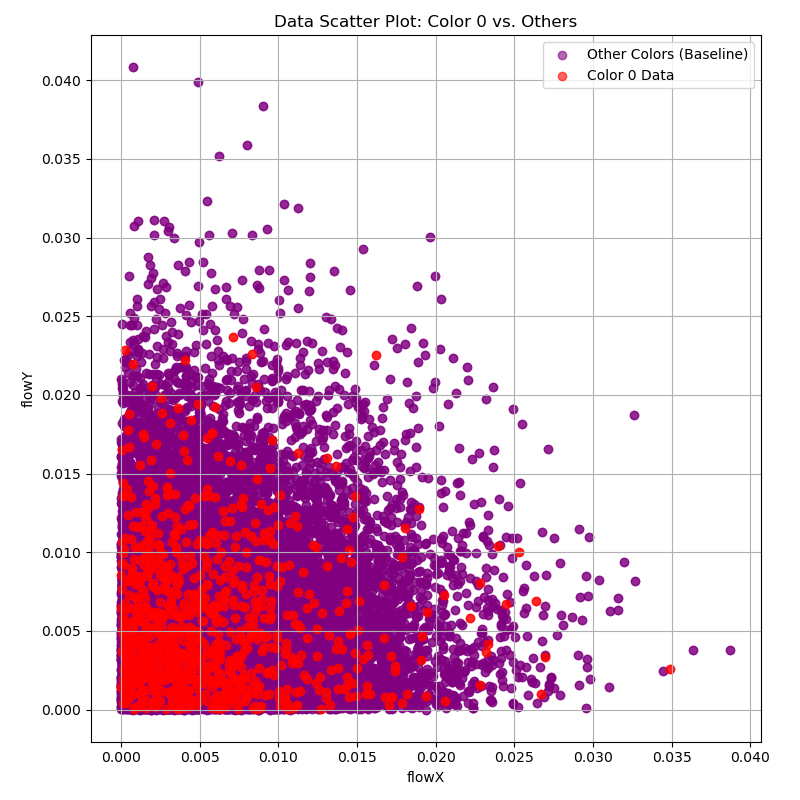 Data Scatter Plot: Color 0 vs. Others
Other Colors (Baseline)
Color 0 Data
0.040
0.035
0.030
0.025
0.020
0.015
0.010
0.005
0.000
flowY
0.000 0.005 0.010 0.015 0.020 0.025 0.030 0.035 0.040
flowX